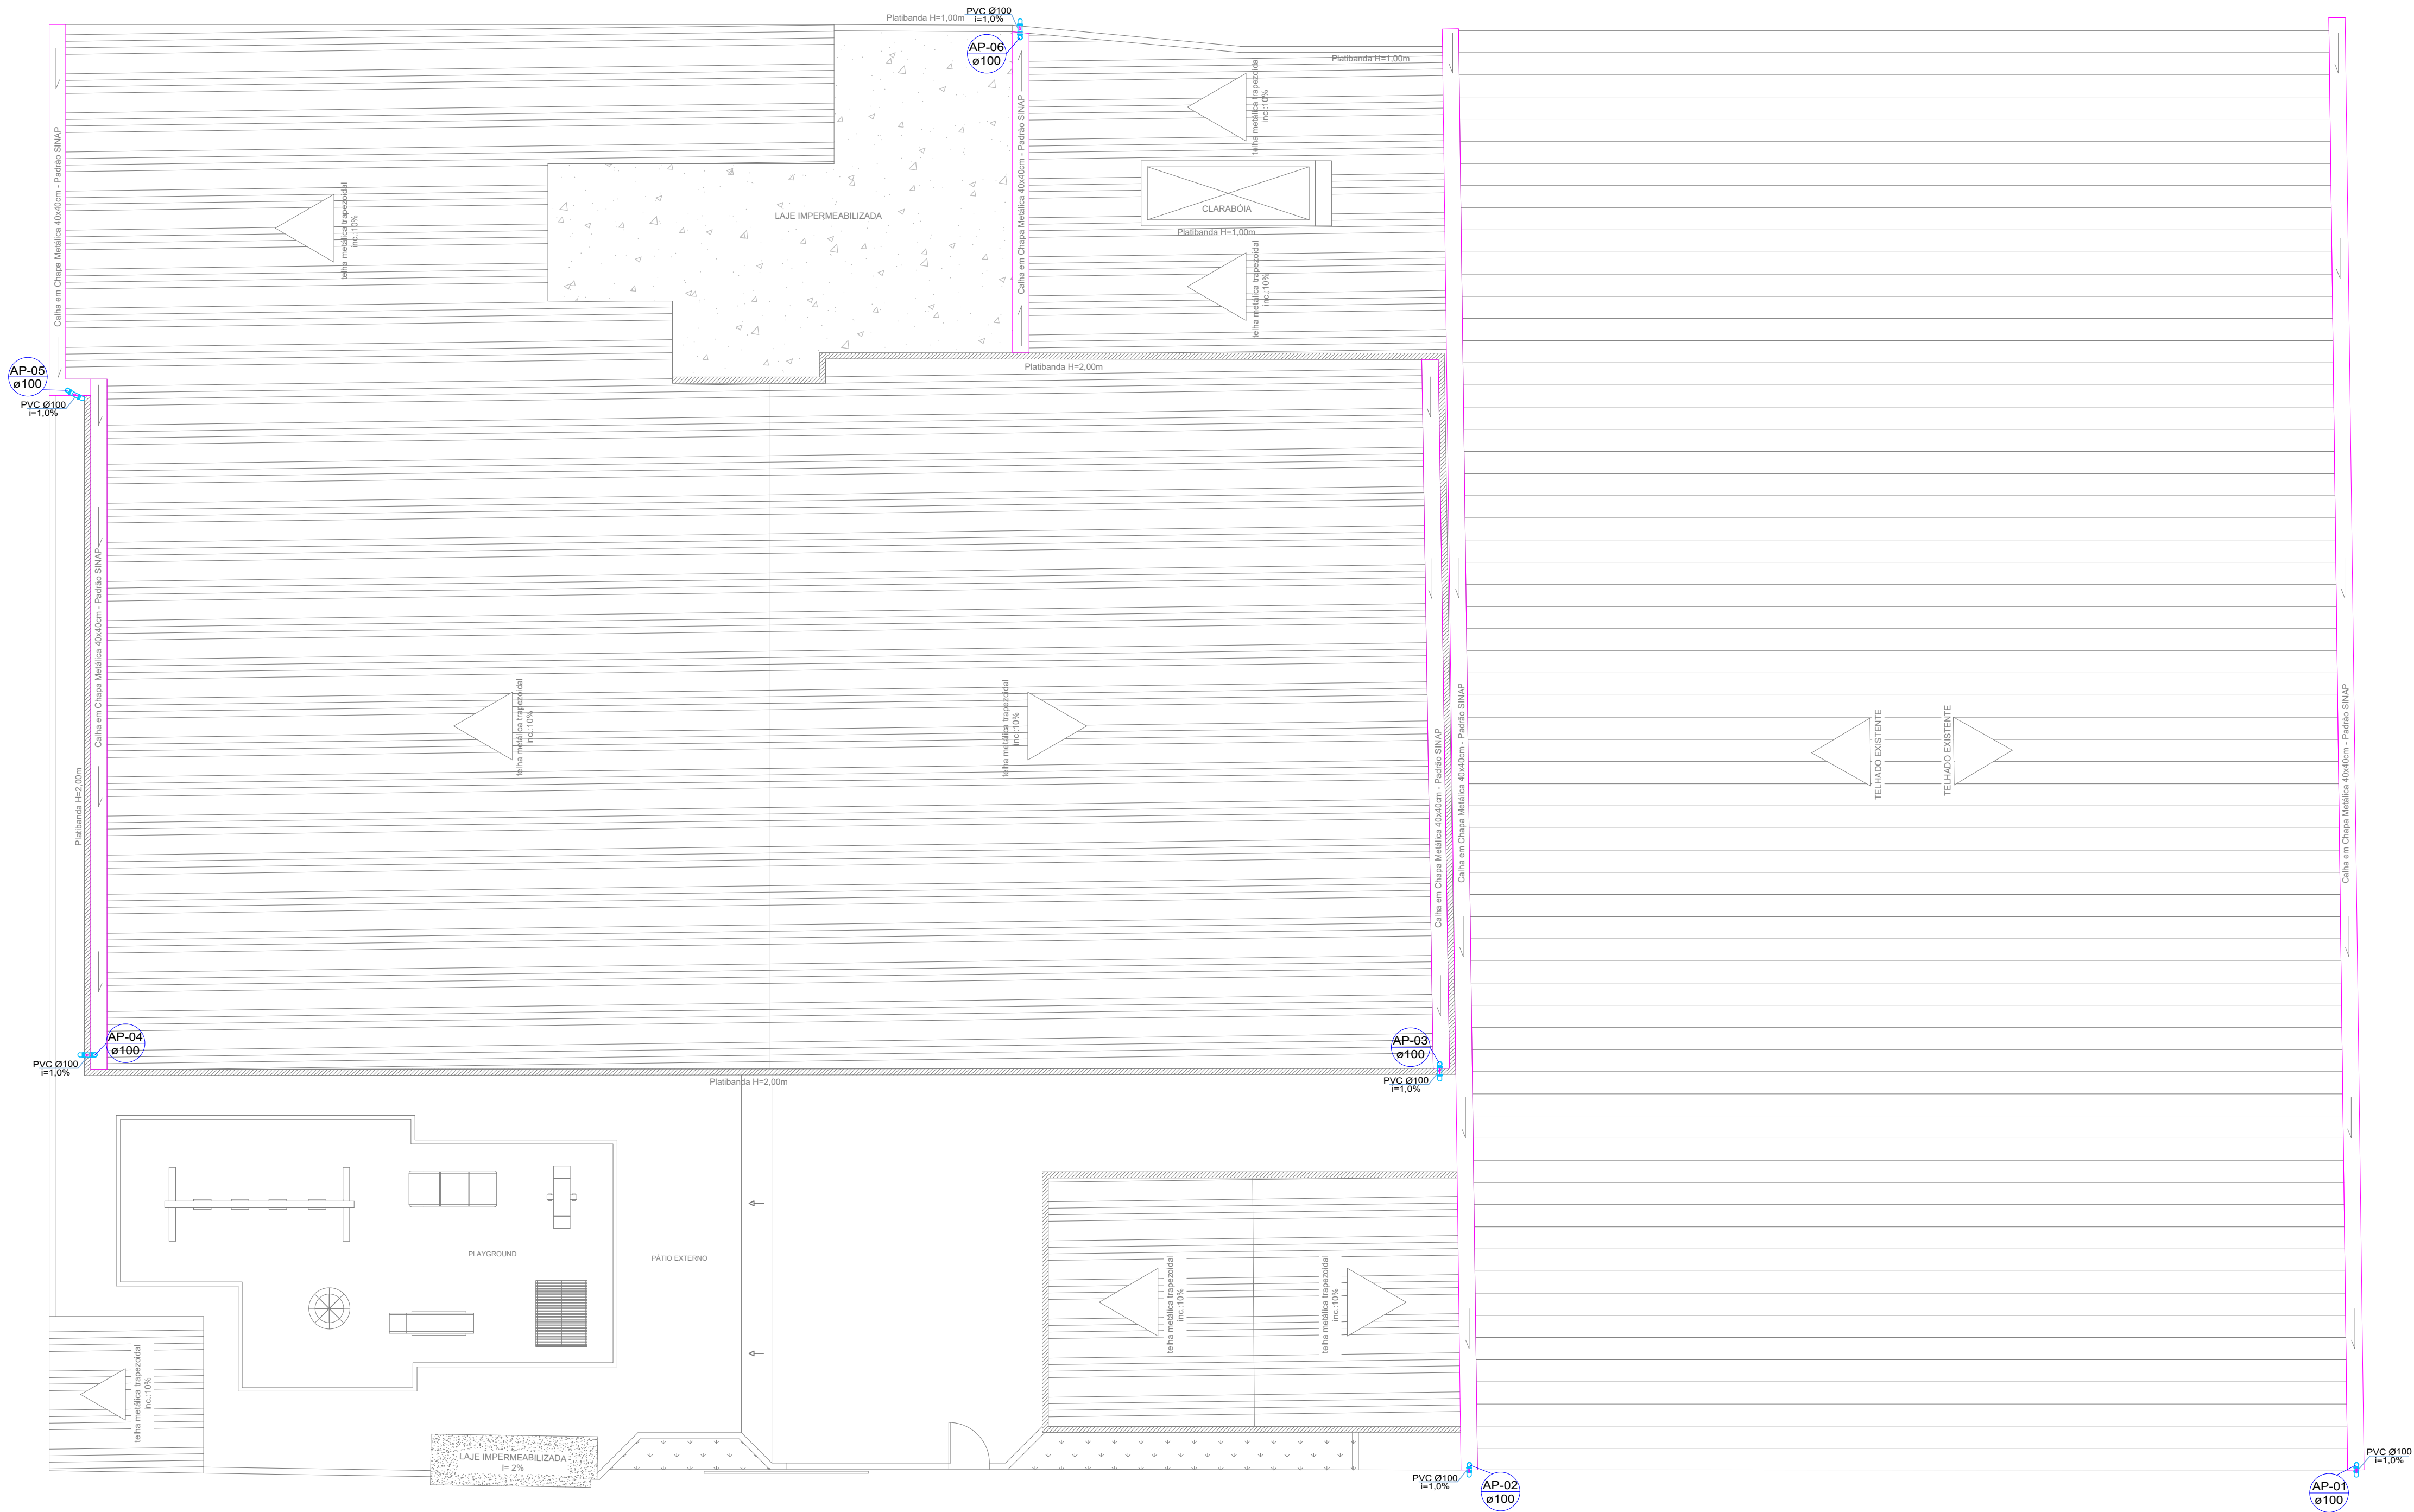 Platibanda H=1,00m
PVC Ø100
i=1,0%
AP-06
ø100
Platibanda H=1,00m
telha metálica trapezoidal
inc.:10%
Calha em Chapa Metálica 40x40cm - Padrão SINAP
Calha em Chapa Metálica 40x40cm - Padrão SINAP
telha metálica trapezoidal
inc.:10%
LAJE IMPERMEABILIZADA
CLARABÓIA
Platibanda H=1,00m
telha metálica trapezoidal
inc.:10%
AP-05
ø100
PVC Ø100
i=1,0%
Platibanda H=2,00m
Calha em Chapa Metálica 40x40cm - Padrão SINAP
Platibanda H=2,00m
telha metálica trapezoidal
inc.:10%
telha metálica trapezoidal
inc.:10%
Calha em Chapa Metálica 40x40cm - Padrão SINAP
Calha em Chapa Metálica 40x40cm - Padrão SINAP
TELHADO EXISTENTE
TELHADO EXISTENTE
Calha em Chapa Metálica 40x40cm - Padrão SINAP
AP-04
ø100
PVC Ø100
i=1,0%
AP-03
ø100
PVC Ø100
i=1,0%
Platibanda H=2,00m
PLAYGROUND
PÁTIO EXTERNO
telha metálica trapezoidal
inc.:10%
telha metálica trapezoidal
inc.:10%
telha metálica trapezoidal
inc.:10%
LAJE IMPERMEABILIZADA
I= 2%
PVC Ø100
i=1,0%
AP-02
ø100
PVC Ø100
i=1,0%
AP-01
ø100